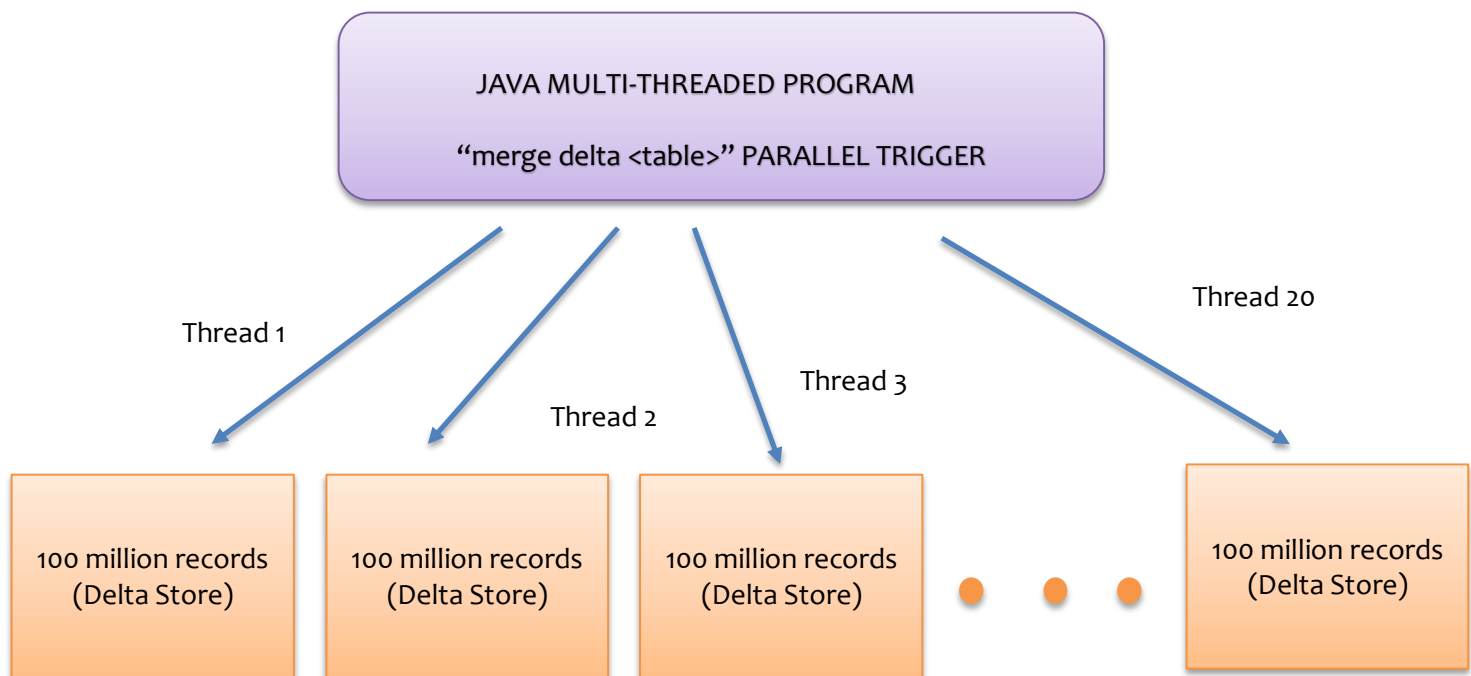 JAVA MULTI-THREADED PROGRAM
“merge delta <table>” PARALLEL TRIGGER
Thread 1
Thread 2
Thread 3
Thread 20
100 million records
(Delta Store)
100 million records
(Delta Store)
100 million records
(Delta Store)
100 million records
(Delta Store)